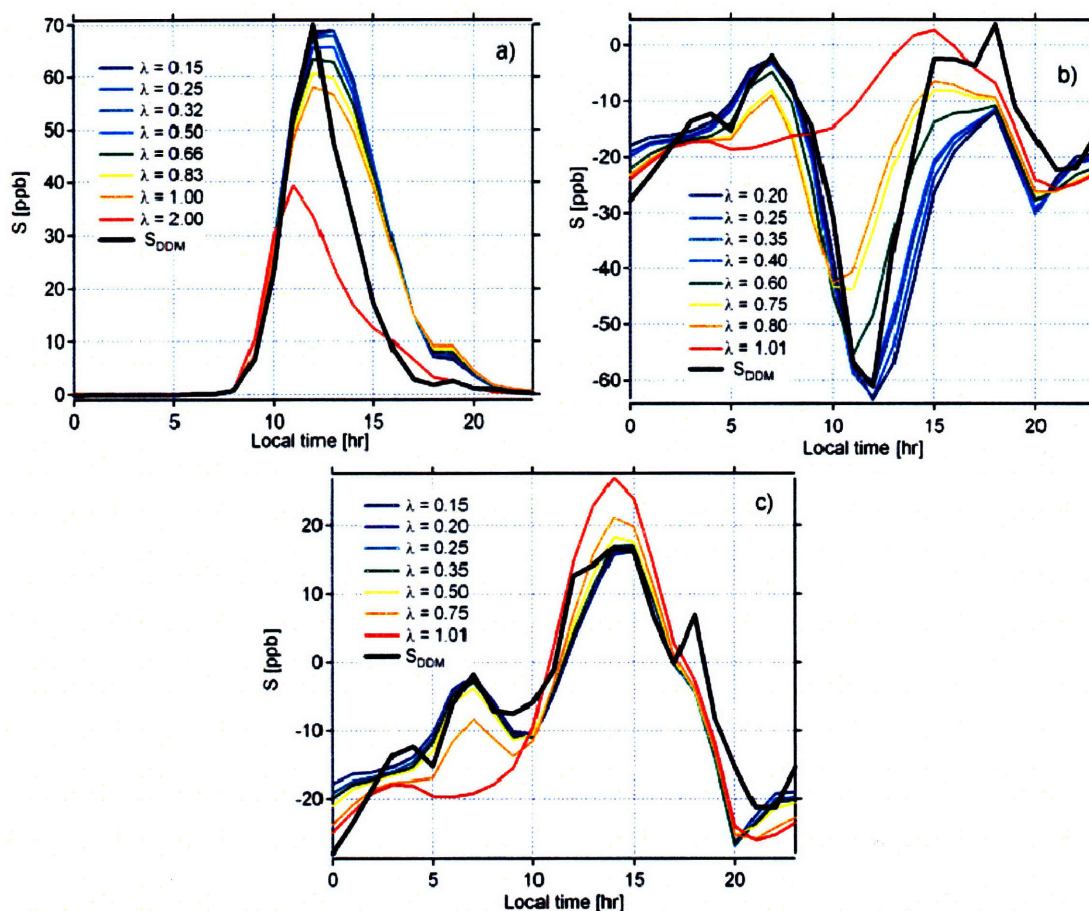 a)
70
60
50
40
30
20
10
0
S [ppb]
λ = 0.15
λ = 0.25
λ = 0.32
λ = 0.50
λ = 0.66
λ = 0.83
λ = 1.00
λ = 2.00
S_DDM
0 5 10 15 20
Local time [hr]
b)
0
-10
-20
-30
-40
-50
-60
S [ppb]
λ = 0.20
λ = 0.25
λ = 0.35
λ = 0.40
λ = 0.60
λ = 0.75
λ = 0.80
λ = 1.01
S_DDM
0 5 10 15 20
Local time [hr]
c)
20
10
0
-10
-20
S [ppb]
λ = 0.15
λ = 0.20
λ = 0.25
λ = 0.35
λ = 0.50
λ = 0.75
λ = 1.01
S_DDM
0 5 10 15 20
Local time [hr]